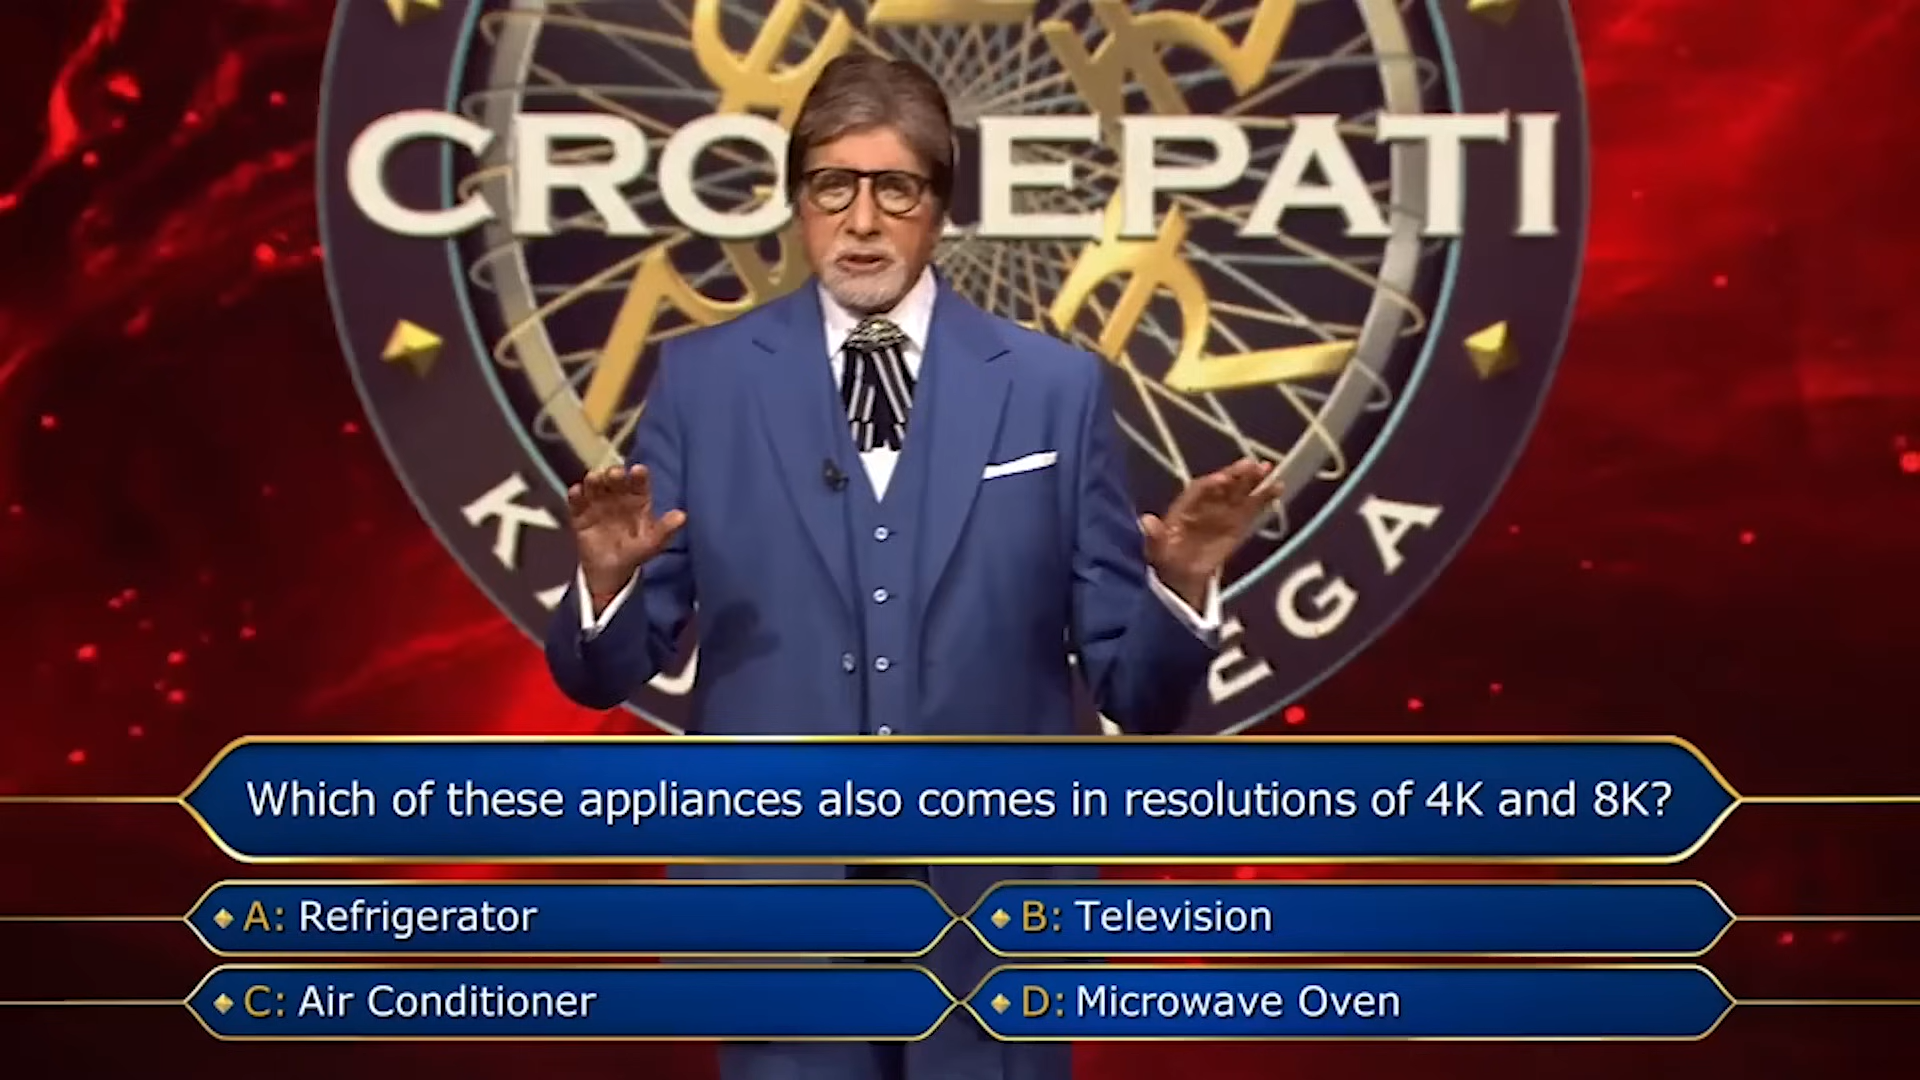 CRO EPATI
K EGA
Which of these appliances also comes in resolutions of 4K and 8K?
A: Refrigerator
B: Television
C: Air Conditioner
D: Microwave Oven